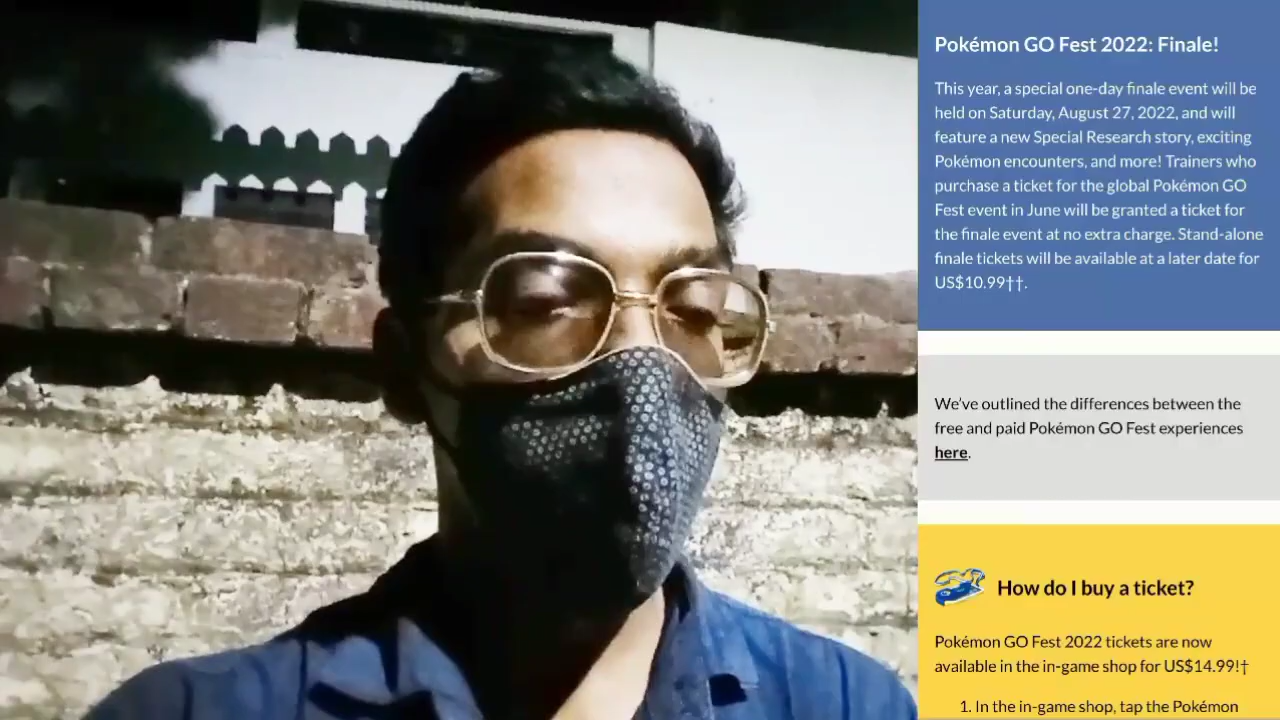 Pokémon GO Fest 2022: Finale!
This year, a special one-day finale event will be
held on Saturday, August 27, 2022, and will
feature a new Special Research story, exciting
Pokémon encounters, and more! Trainers who
purchase a ticket for the global Pokémon GO
Fest event in June will be granted a ticket for
the finale event at no extra charge. Stand-alone
finale tickets will be available at a later date for
US$10.99††.
We’ve outlined the differences between the
free and paid Pokémon GO Fest experiences
here.
How do I buy a ticket?
Pokémon GO Fest 2022 tickets are now
available in the in-game shop for US$14.99!†
1. In the in-game shop, tap the Pokémon